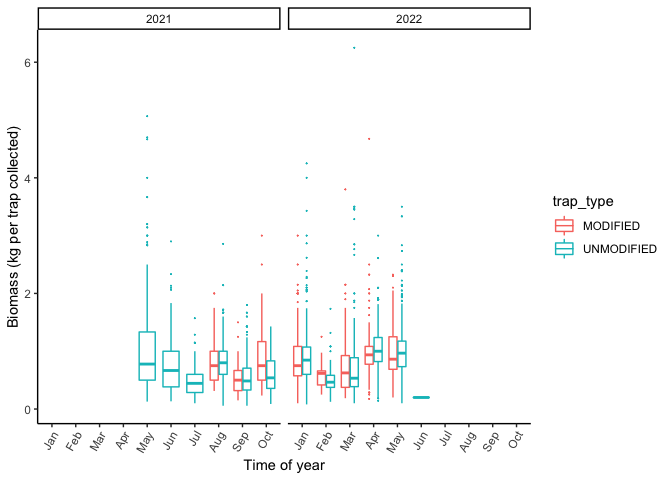 2021 2022
6
4
2
0
Biomass (kg per trap collected)
Jan Feb Mar Apr May Jun Jul Aug Sep Oct Jan Feb Mar Apr May Jun Jul Aug Sep Oct
Time of year
trap_type
MODIFIED
UNMODIFIED